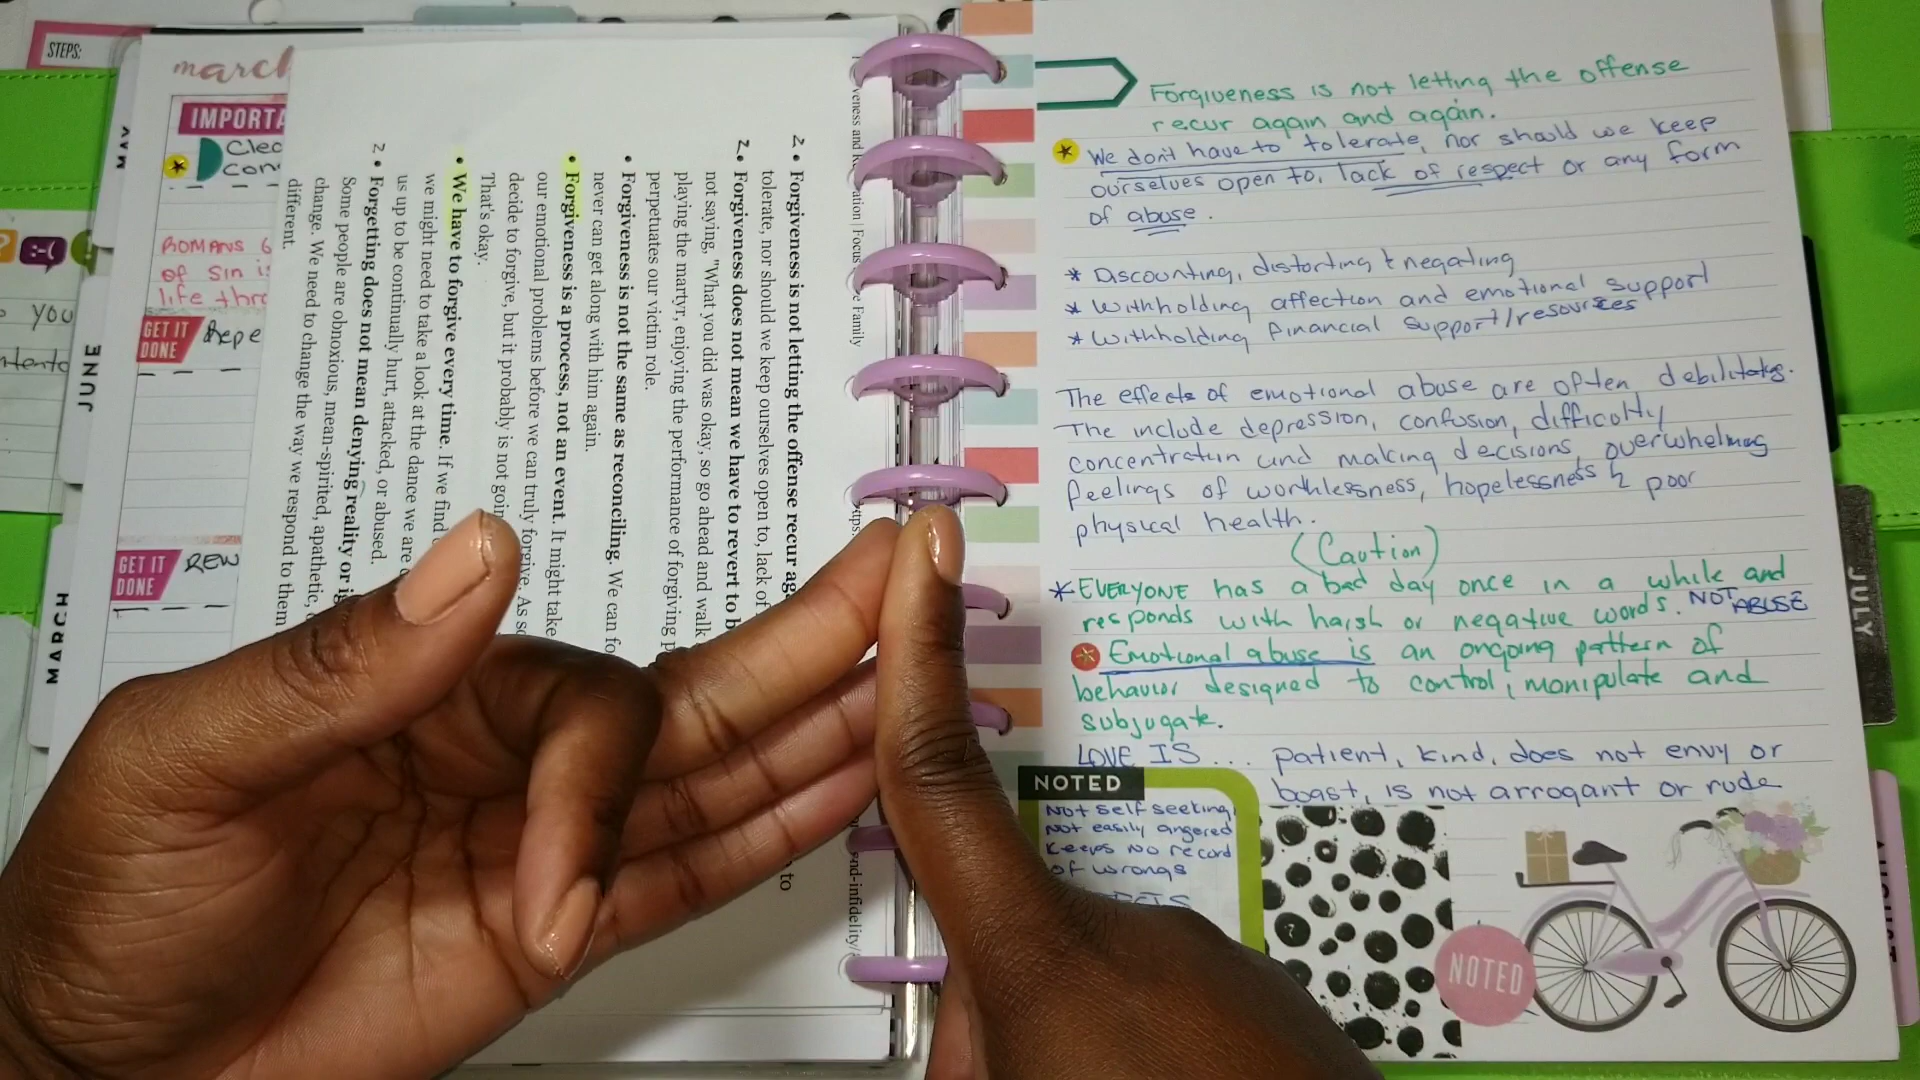 STEPS:
march
IMPORTA
Clea
Con
ROMANS 6
of sin is
life thro
GET IT
DONE
Repe
GET IT
DONE
REW
you
MAY
JUNE
MARCH
Focus
• Forgiveness is not letting the offense recur ag
tolerate, nor should we keep ourselves open to, lack of
• Forgiveness does not mean we have to revert to b
not saying, "What you did was okay, so go ahead and walk
playing the martyr, enjoying the performance of forgiving p
perpetuates our victim role.
• Forgiveness is not the same as reconciling. We can fo
never can get along with him again.
• Forgiveness is a process, not an event. It might take
our emotional problems before we can truly forgive. As so
decide to forgive, but it probably is not goin
That's okay.
• We have to forgive every time. If we find
we might need to take a look at the dance we are
us up to be continually hurt, attacked, or abused.
• Forgetting does not mean denying reality or ig
Some people are obnoxious, mean-spirited, apathetic,
change. We need to change the way we respond to them
different.
Forgiveness is not letting the offense
recur again and again.
We don't have to tolerate, nor should we keep
ourselves open to, lack of respect or any form
of abuse.
* Discounting, distorting & negating
* Withholding affection and emotional support
* Withholding financial support/resources
The effects of emotional abuse are often debilitating.
The include depression, confusion, difficulty
concentration and making decisions, overwhelming
feelings of worthlessness, hopelessness & poor
physical health.
(Caution)
* EVERYONE has a bad day once in a while and
responds with harsh or negative words. NOT ABUSE
Emotional abuse is an ongoing pattern of
behavior designed to control, manipulate and
subjugate.
LOVE IS... patient, kind, does not envy or
boast, is not arrogant or rude
NOTED
Not self seeking,
Not easily angered
Keeps no record
of wrongs
NOTED
JULY